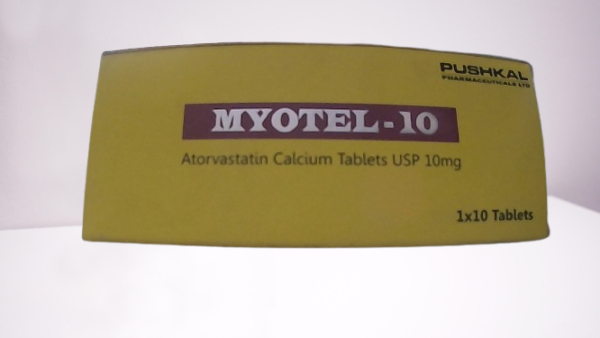 PUSHKAL
PHARMACEUTICALS LTD
MYOTEL-10
Atorvastatin Calcium Tablets USP 10mg
1x10 Tablets